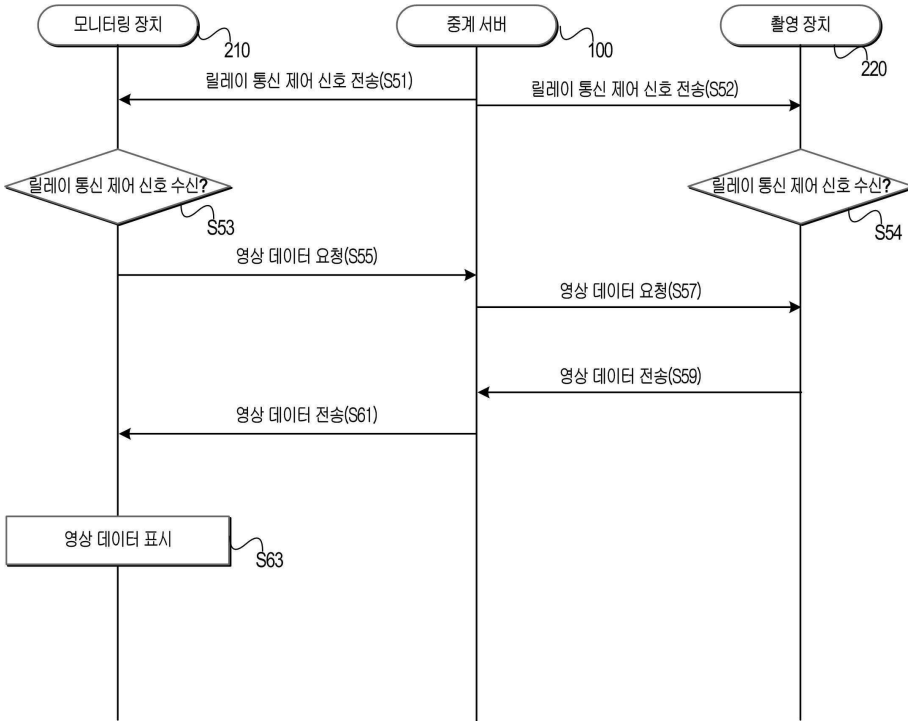 모니터링 장치
중계 서버
촬영 장치
210
100
220
릴레이 통신 제어 신호 전송(S51)
릴레이 통신 제어 신호 전송(S52)
릴레이 통신 제어 신호 수신?
릴레이 통신 제어 신호 수신?
S53
S54
영상 데이터 요청(S55)
영상 데이터 요청(S57)
영상 데이터 전송(S59)
영상 데이터 전송(S61)
영상 데이터 표시
S63